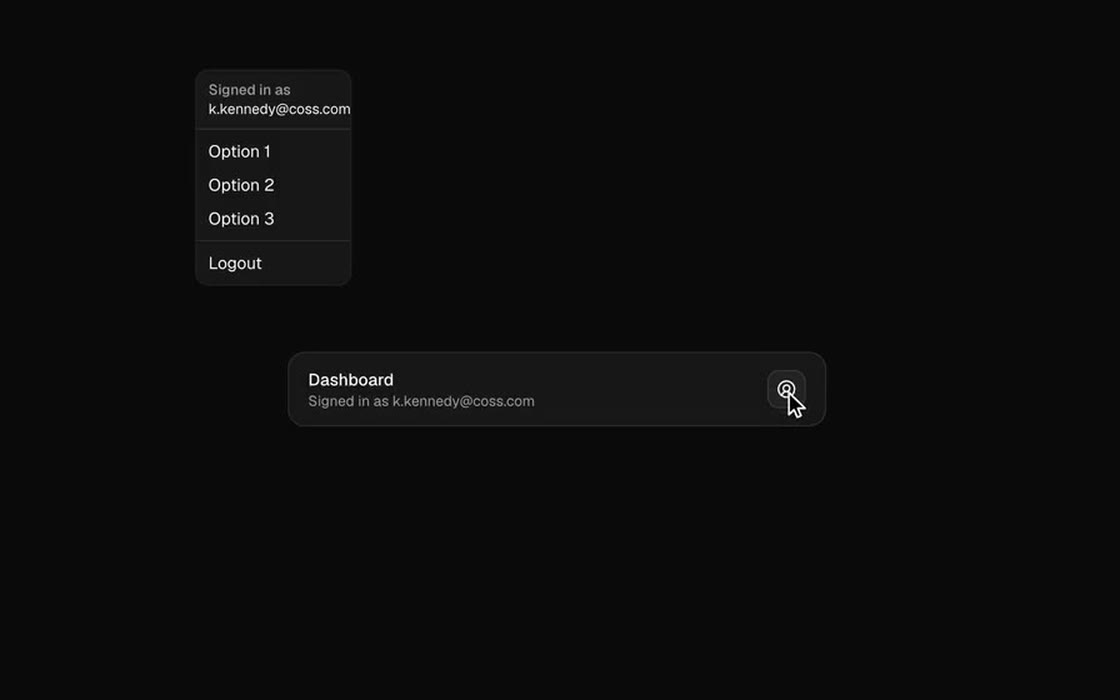 Signed in as
k.kennedy@coss.com
Option 1
Option 2
Option 3
Logout
Dashboard
Signed in as k.kennedy@coss.com